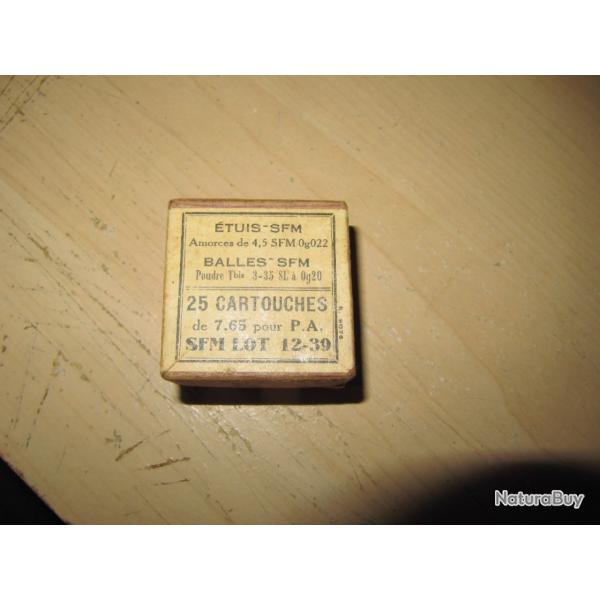 ÉTUIS-SFM
Amorces de 4,5 SFM 0g022
BALLES-SFM
Poudre Tbis 3-35 SL à 0g20
25 CARTOUCHES
de 7,65 pour P.A.
SFM LOT 12-39
NaturaBuy